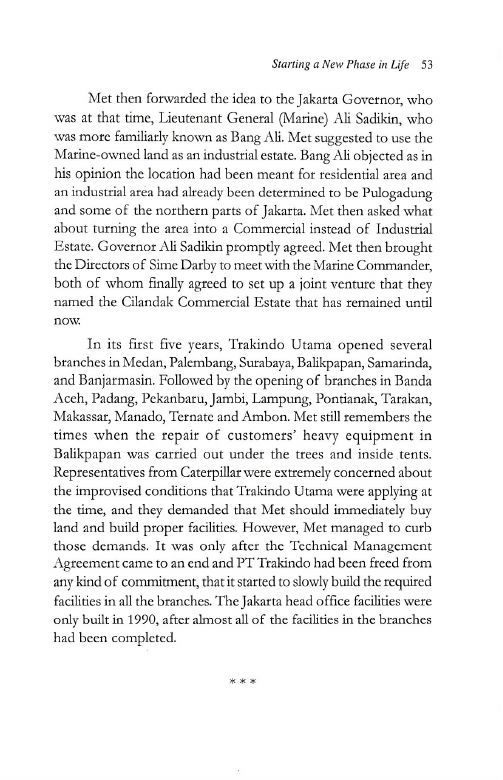 Starting a New Phase in Life 53
Met then forwarded the idea to the Jakarta Governor, who
was at that time, Lieutenant General (Marine) Ali Sadikin, who
was more familiarly known as Bang Ali. Met suggested to use the
Marine-owned land as an industrial estate. Bang Ali objected as in
his opinion the location had been meant for residential area and
an industrial area had already been determined to be Pulogadung
and some of the northern parts of Jakarta. Met then asked what
about turning the area into a Commercial instead of Industrial
Estate. Governor Ali Sadikin promptly agreed. Met then brought
the Directors of Sime Darby to meet with the Marine Commander,
both of whom finally agreed to set up a joint venture that they
named the Cilandak Commercial Estate that has remained until
now.
In its first five years, Trakindo Utama opened several
branches in Medan, Palembang, Surabaya, Balikpapan, Samarinda,
and Banjarmasin. Followed by the opening of branches in Banda
Aceh, Padang, Pekanbaru, Jambi, Lampung, Pontianak, Tarakan,
Makassar, Manado, Ternate and Ambon. Met still remembers the
times when the repair of customers' heavy equipment in
Balikpapan was carried out under the trees and inside tents.
Representatives from Caterpillar were extremely concerned about
the improvised conditions that Trakindo Utama were applying at
the time, and they demanded that Met should immediately buy
land and build proper facilities. However, Met managed to curb
those demands. It was only after the Technical Management
Agreement came to an end and PT Trakindo had been freed from
any kind of commitment, that it started to slowly build the required
facilities in all the branches. The Jakarta head office facilities were
only built in 1990, after almost all of the facilities in the branches
had been completed.
* * *